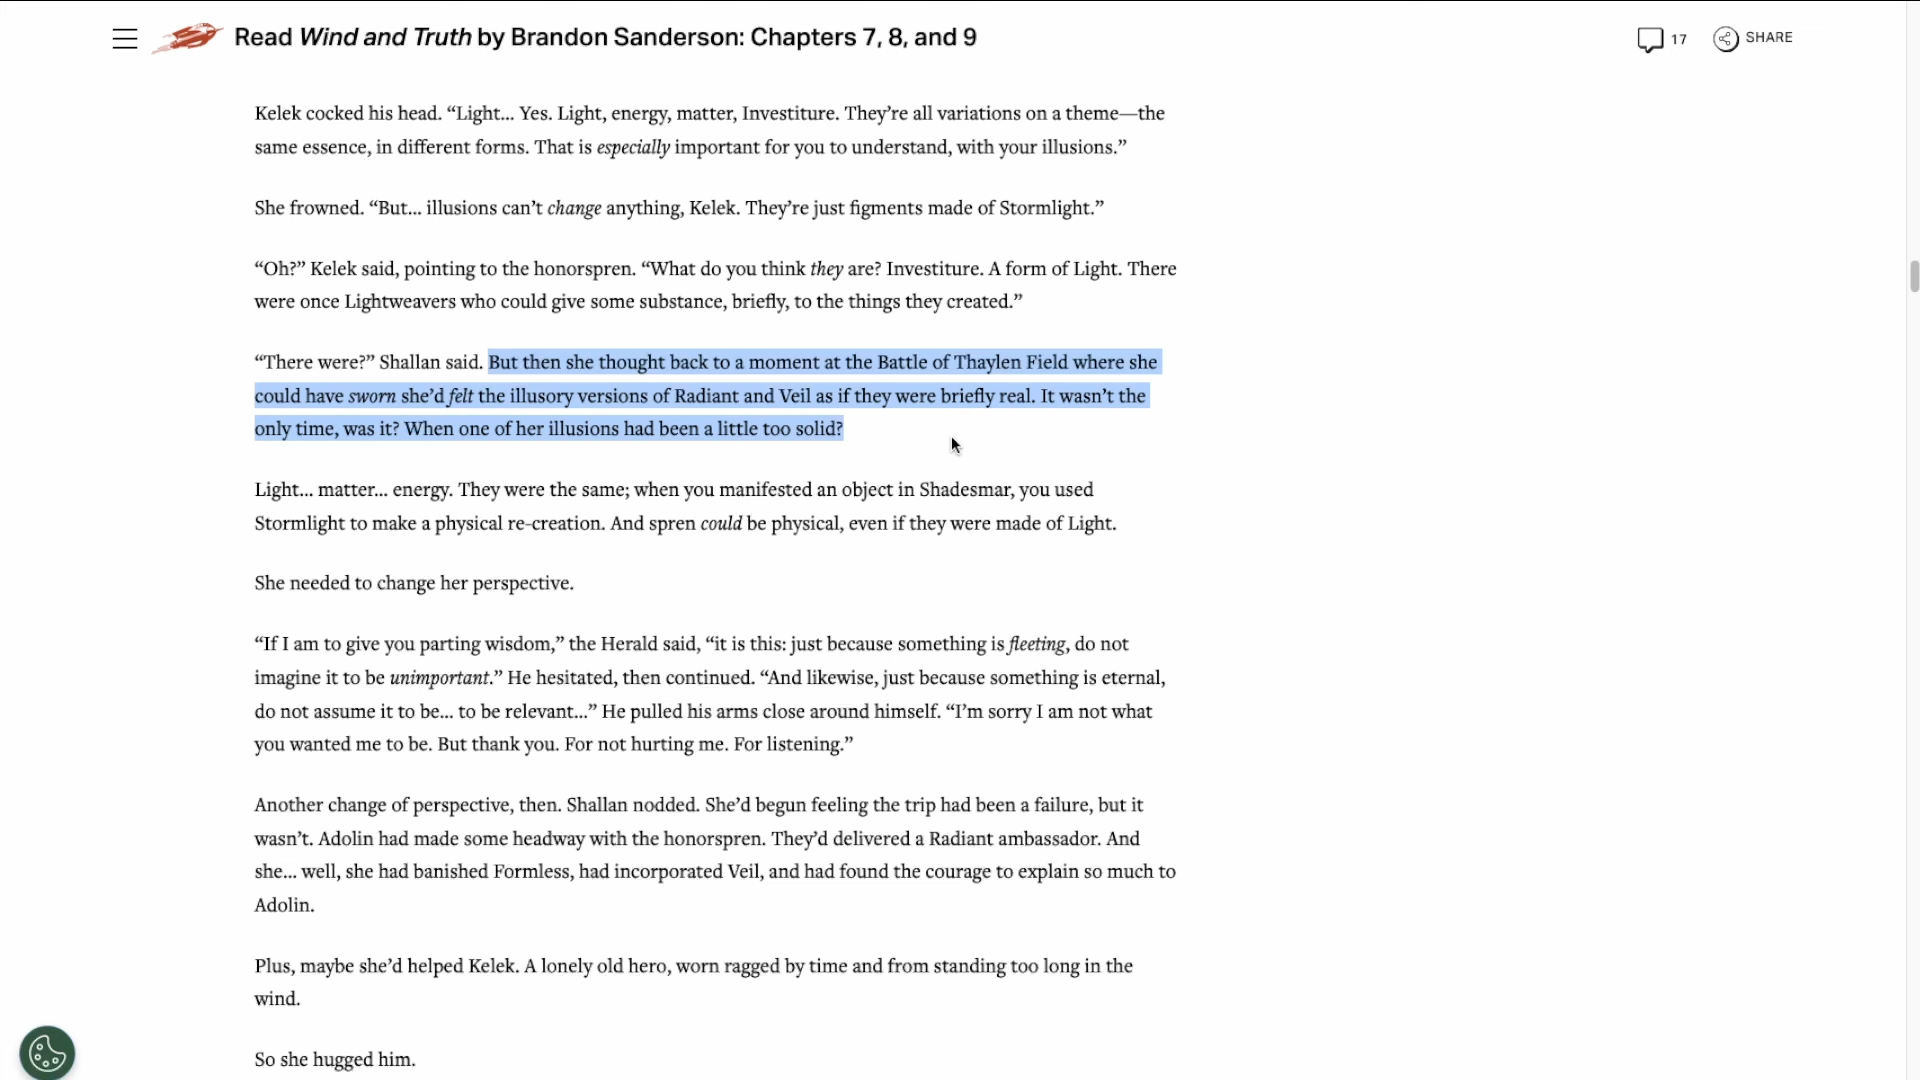 Read Wind and Truth by Brandon Sanderson: Chapters 7, 8, and 9
17
SHARE
Kelek cocked his head. “Light... Yes. Light, energy, matter, Investiture. They’re all variations on a theme—the
same essence, in different forms. That is especially important for you to understand, with your illusions.”
She frowned. “But... illusions can’t change anything, Kelek. They’re just figments made of Stormlight.”
“Oh?” Kelek said, pointing to the honorspren. “What do you think they are? Investiture. A form of Light. There
were once Lightweavers who could give some substance, briefly, to the things they created.”
“There were?” Shallan said. But then she thought back to a moment at the Battle of Thaylen Field where she
could have sworn she’d felt the illusory versions of Radiant and Veil as if they were briefly real. It wasn’t the
only time, was it? When one of her illusions had been a little too solid?
Light... matter... energy. They were the same; when you manifested an object in Shadesmar, you used
Stormlight to make a physical re-creation. And spren could be physical, even if they were made of Light.
She needed to change her perspective.
“If I am to give you parting wisdom,” the Herald said, “it is this: just because something is fleeting, do not
imagine it to be unimportant.” He hesitated, then continued. “And likewise, just because something is eternal,
do not assume it to be... to be relevant...” He pulled his arms close around himself. “I’m sorry I am not what
you wanted me to be. But thank you. For not hurting me. For listening.”
Another change of perspective, then. Shallan nodded. She’d begun feeling the trip had been a failure, but it
wasn’t. Adolin had made some headway with the honorspren. They’d delivered a Radiant ambassador. And
she... well, she had banished Formless, had incorporated Veil, and had found the courage to explain so much to
Adolin.
Plus, maybe she’d helped Kelek. A lonely old hero, worn ragged by time and from standing too long in the
wind.
So she hugged him.